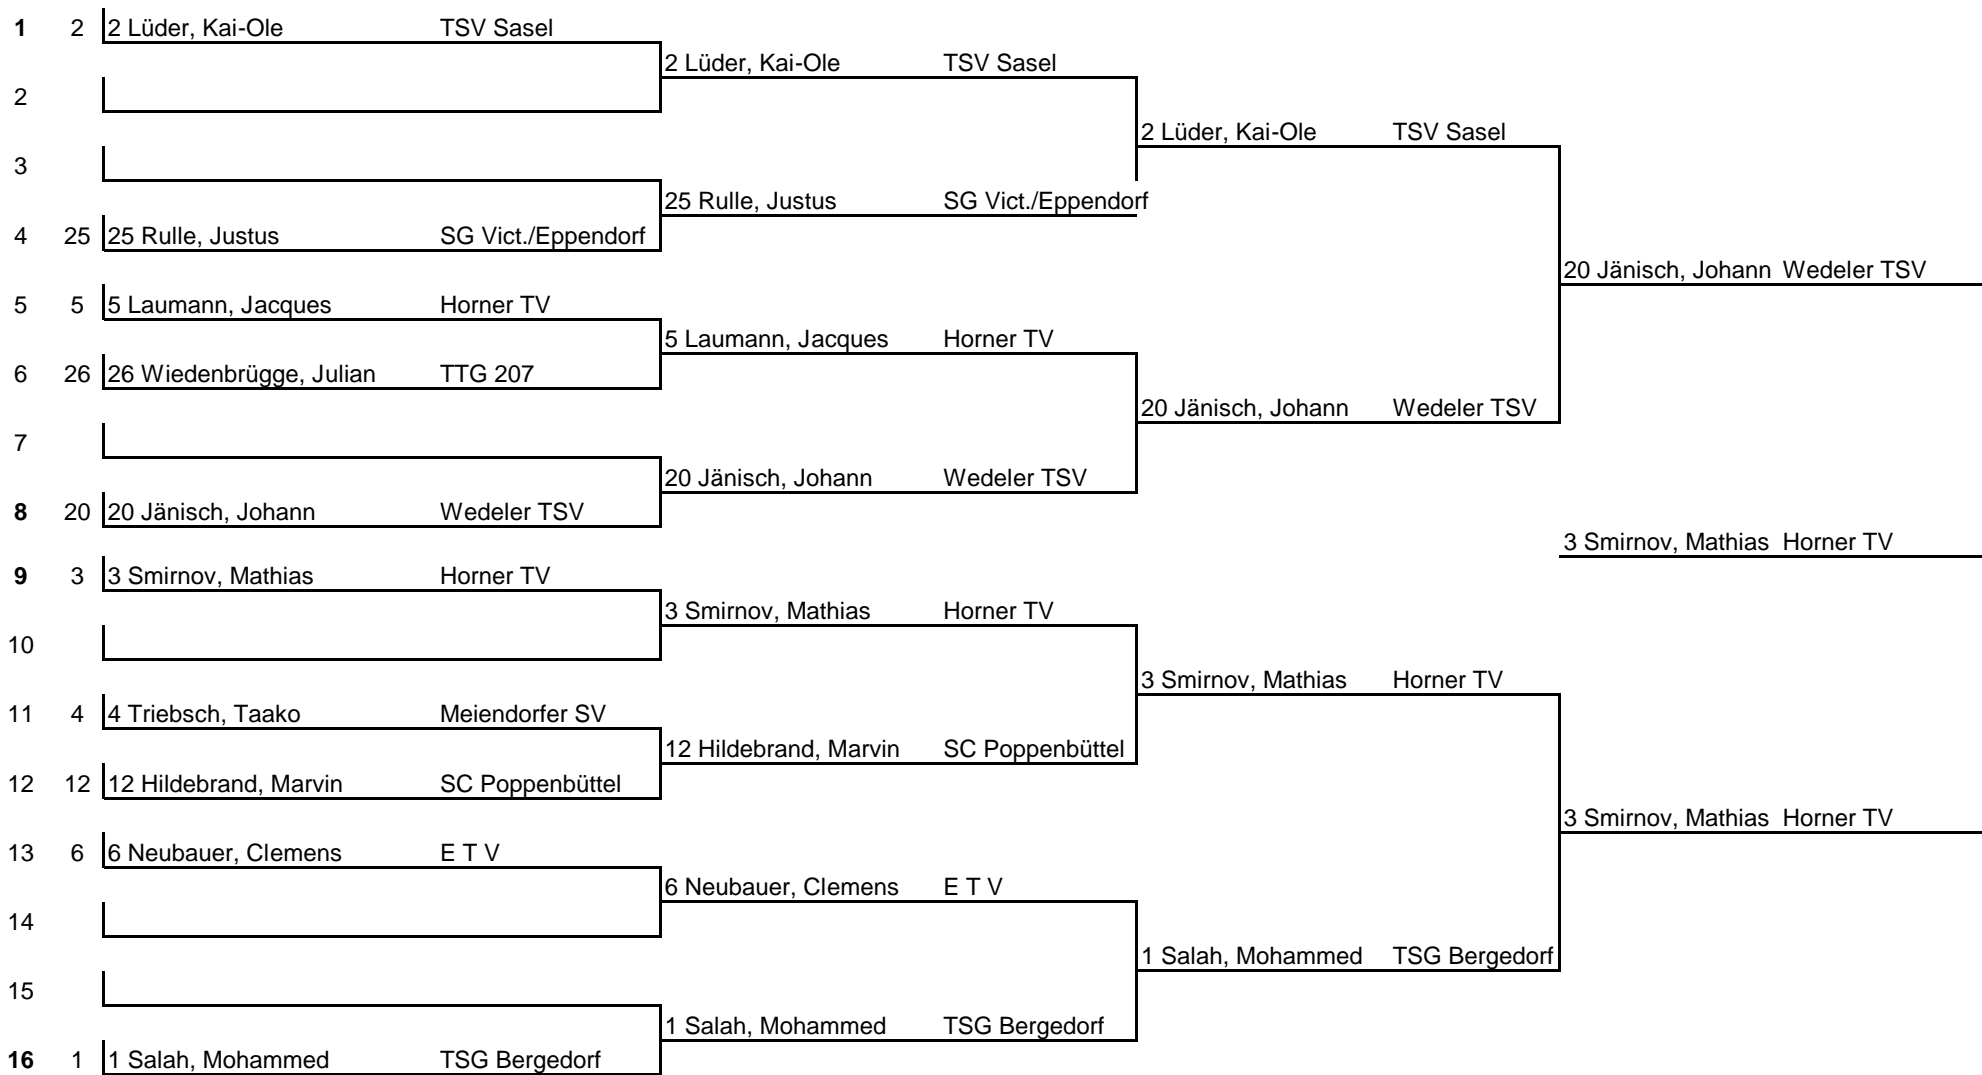 1 2 2 Lüder, Kai-Ole TSV Sasel
2 Lüder, Kai-Ole TSV Sasel
2
2 Lüder, Kai-Ole TSV Sasel
3
25 Rulle, Justus SG Vict./Eppendorf
4 25 25 Rulle, Justus SG Vict./Eppendorf
20 Jänisch, Johann Wedeler TSV
5 5 5 Laumann, Jacques Horner TV
5 Laumann, Jacques Horner TV
6 26 26 Wiedenbrügge, Julian TTG 207
20 Jänisch, Johann Wedeler TSV
7
20 Jänisch, Johann Wedeler TSV
8 20 20 Jänisch, Johann Wedeler TSV
3 Smirnov, Mathias Horner TV
9 3 3 Smirnov, Mathias Horner TV
3 Smirnov, Mathias Horner TV
10
3 Smirnov, Mathias Horner TV
11 4 4 Triebsch, Taako Meiendorfer SV
12 Hildebrand, Marvin SC Poppenbüttel
12 12 12 Hildebrand, Marvin SC Poppenbüttel
3 Smirnov, Mathias Horner TV
13 6 6 Neubauer, Clemens E T V
6 Neubauer, Clemens E T V
14
1 Salah, Mohammed TSG Bergedorf
15
1 Salah, Mohammed TSG Bergedorf
16 1 1 Salah, Mohammed TSG Bergedorf